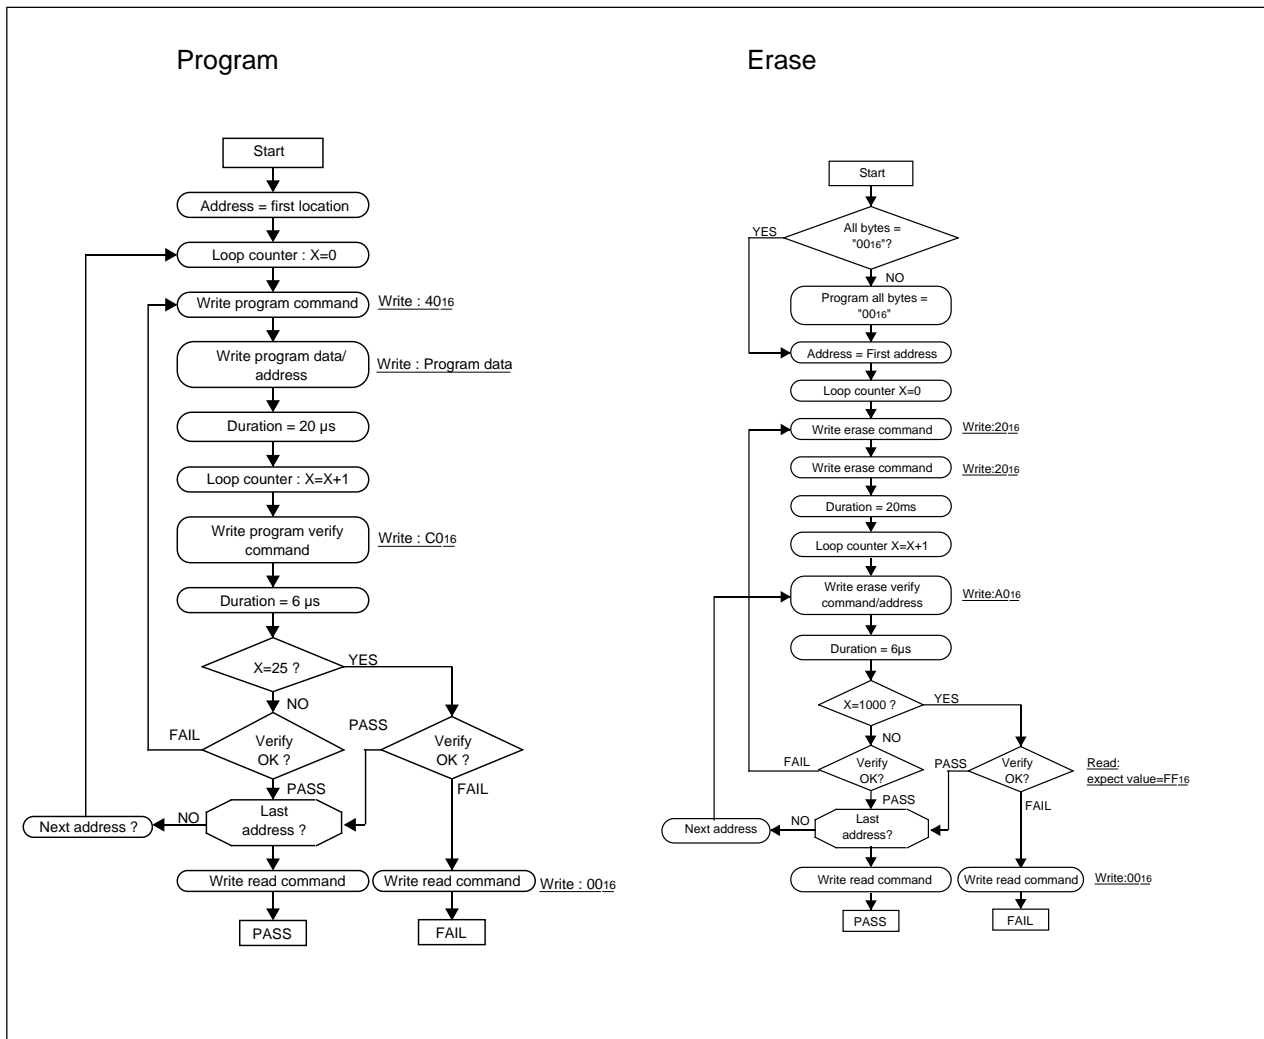 Program
Start
Address = first location
Loop counter : X=0
Write program command
Write : 4016
Write program data/
address
Write : Program data
Duration = 20 µs
Loop counter : X=X+1
Write program verify
command
Write : C016
Duration = 6 µs
X=25 ?
YES
NO
FAIL
Verify
OK ?
PASS
PASS
Verify
OK ?
FAIL
Last
address ?
NO
Next address ?
Write read command
Write read command
Write : 0016
PASS
FAIL
Erase
Start
All bytes =
"0016"?
YES
NO
Program all bytes =
"0016"
Address = First address
Loop counter X=0
Write erase command
Write:2016
Write erase command
Write:2016
Duration = 20ms
Loop counter X=X+1
Write erase verify
command/address
Write:A016
Duration = 6µs
X=1000 ?
YES
NO
FAIL
Verify
OK?
PASS
PASS
Verify
OK?
FAIL
Read:
expect value=FF16
Last
address?
NO
Next address
Write read command
Write read command
Write:0016
PASS
FAIL